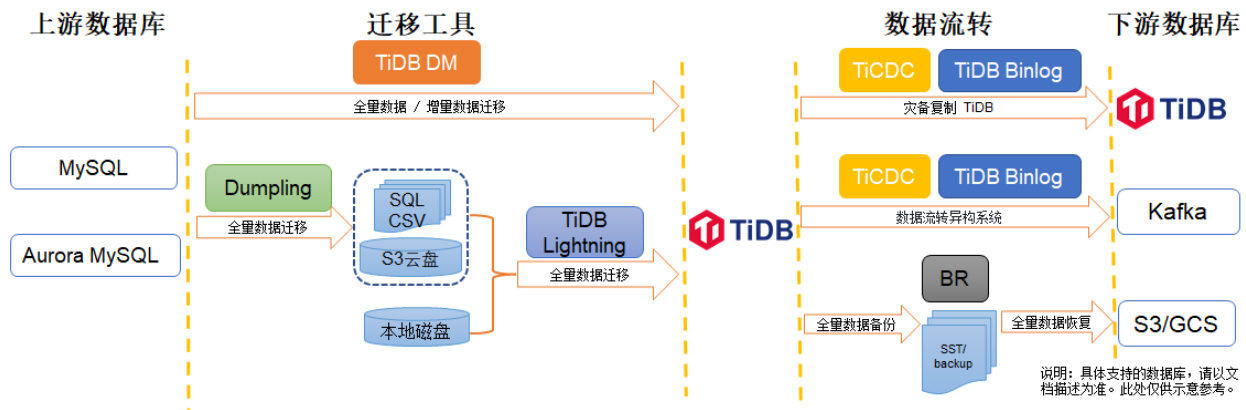 上游数据库
迁移工具
数据流转
下游数据库
TiDB DM
全量数据 / 增量数据迁移
TiCDC
TiDB Binlog
灾备复制 TiDB
TiDB
MySQL
Aurora MySQL
Dumpling
全量数据迁移
SQL
CSV
S3云盘
本地磁盘
TiDB
Lightning
全量数据迁移
TiDB
TiCDC
TiDB Binlog
数据流转异构系统
Kafka
BR
全量数据备份
SST/
backup
全量数据恢复
S3/GCS
说明：具体支持的数据库，请以文
档描述为准。此处仅供示意参考。